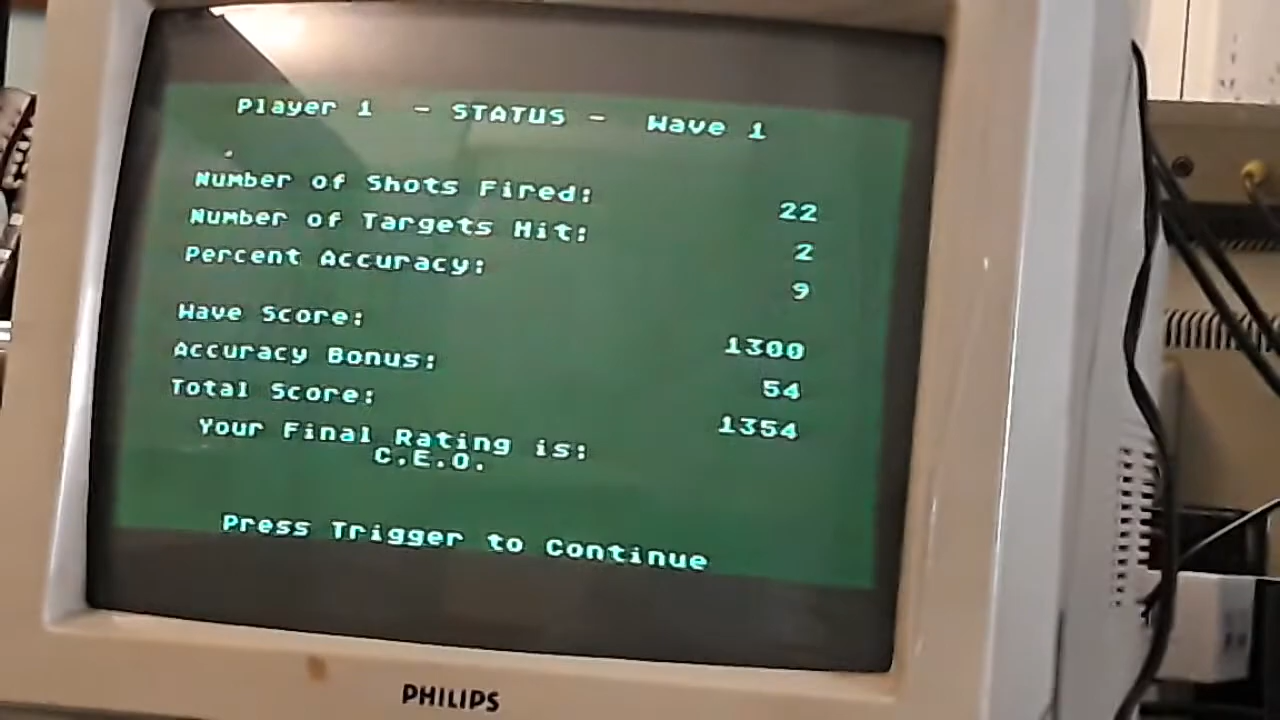 Player 1 - STATUS - Wave 1
Number of Shots Fired: 22
Number of Targets Hit: 2
Percent Accuracy: 9
Wave Score: 1300
Accuracy Bonus: 54
Total Score: 1354
Your Final Rating is:
C.E.O.
Press Trigger to Continue
PHILIPS